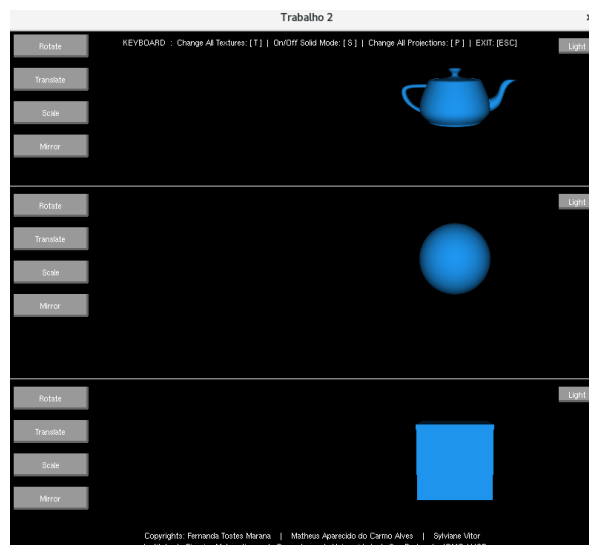 Trabalho 2
Rotate
KEYBOARD : Change All Textures: [ T ] | On/Off Solid Mode: [ S ] | Change All Projections: [ P ] | EXIT: [ESC]
Light
Translate
Scale
Mirror
Rotate
Light
Translate
Scale
Mirror
Rotate
Light
Translate
Scale
Mirror
Copyrights: Fernanda Tostes Marana | Matheus Aparecido do Carmo Alves | Sylviane Vitor